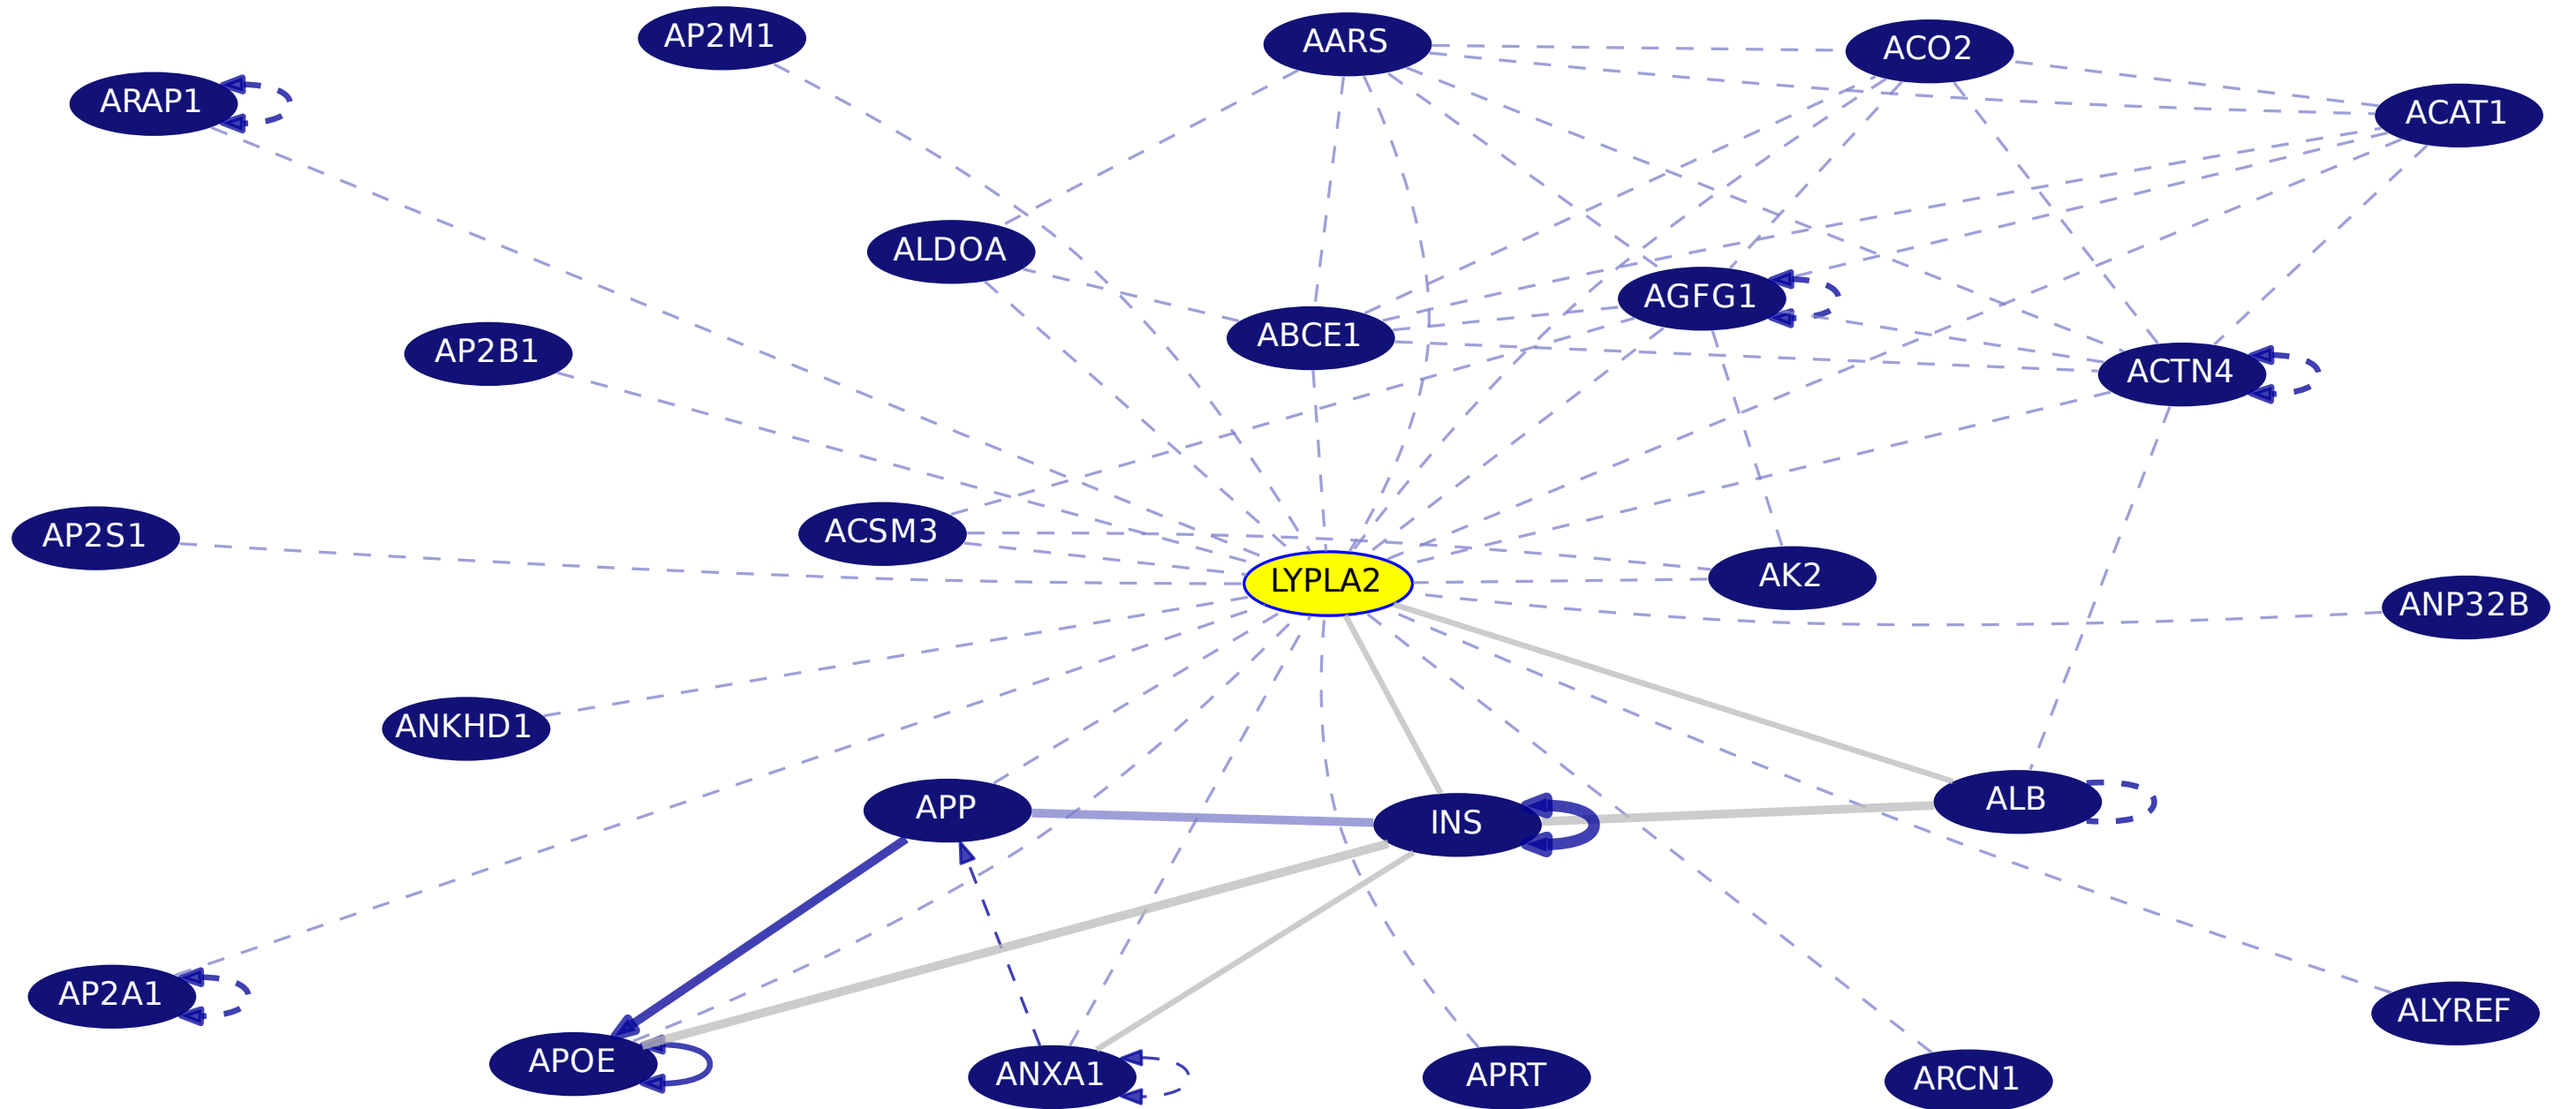 AP2M1
AARS
ACO2
ARAP1
ACAT1
ALDOA
AGFG1
ABCE1
AP2B1
ACTN4
ACSM3
AP2S1
LYPLA2
AK2
ANP32B
ANKHD1
APP
INS
ALB
AP2A1
ALYREF
APOE
ANXA1
APRT
ARCN1